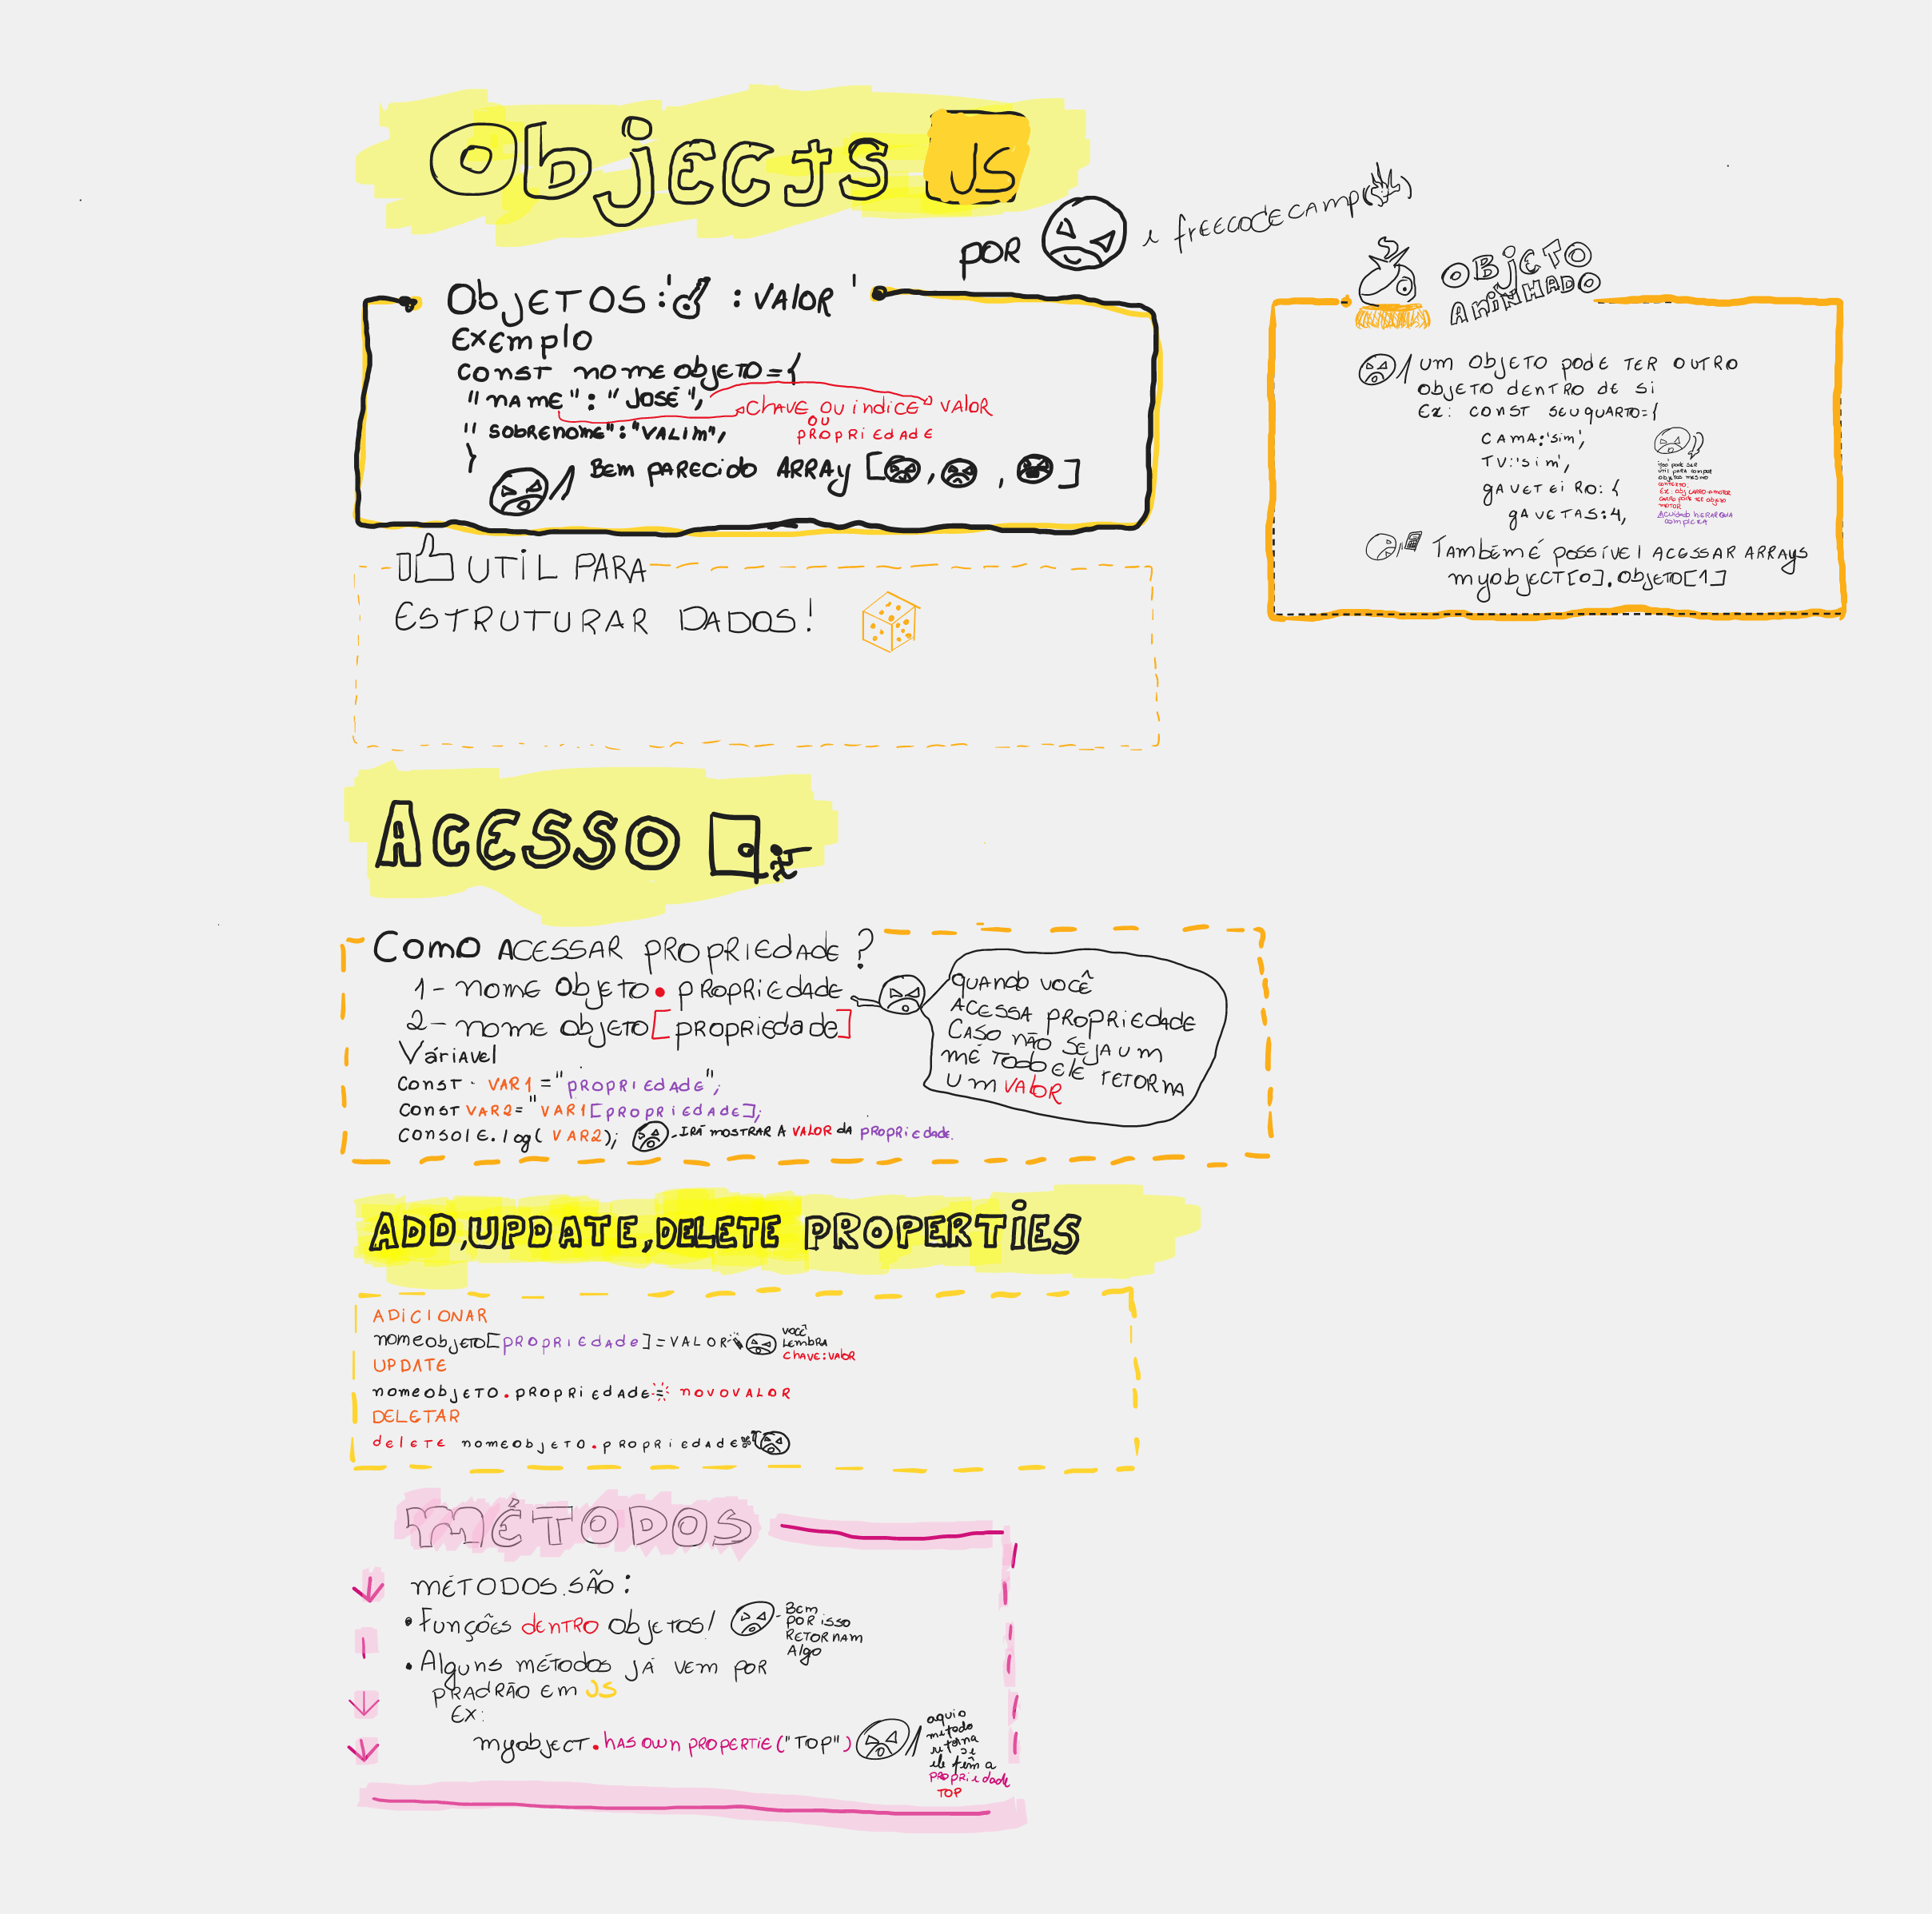 Objects JS
POR e freecodecamp
OBJETOS:' : VALOR '
EXEMPLO
CONST nomeobjeto={
"name": "JOSÉ",
CHAVE OU indice VALOR
OU
PROPRIEDADE
"SOBRENOME":"VALIM",
}
BEM PARECIDO ARRAY [ , , ]
UTIL PARA
ESTRUTURAR DADOS!
OBJETO
ANINHADO
UM OBJETO PODE TER OUTRO
OBJETO DENTRO DE SI
Ex: CONST SEUQUARTO={
CAMA:'sim',
TV:'sim',
GAVETEIRO:{
GAVETAS:4,
TAMBÉM É POSSÍVEL ACESSAR ARRAYS
myobject[0].OBJETO[1]
ACESSO
COMO ACESSAR PROPRIEDADE ?
1- nome Objeto.PROPRIEDADE
2- nome objeto[propriedade]
Váriavel
CONST VAR1="PROPRIEDADE";
CONST VAR2="VAR1[PROPRIEDADE];
CONSOLE.log( VAR2);
-IRÁ MOSTRAR A VALOR DA PROPRIEDADE.
QUANDO VOCÊ
ACESSA PROPRIEDADE
CASO NÃO SEJA UM
MÉTODO ELE RETORNA
UM VALOR
ADD,UPDATE,DELETE PROPERTIES
ADICIONAR
nomeobjeto[PROPRIEDADE]=VALOR
VOCÊ
LEMBRA
CHAVE:VALOR
UPDATE
nomeobjeto.PROPRIEDADE= NOVOVALOR
DELETAR
delete nomeobjeto.PROPRIEDADE
MÉTODOS
MÉTODOS.SÃO:
• FUNÇÕES DENTRO OBJETOS!
- BEM
POR ISSO
RETORNAM
Algo
• Alguns métodos JÁ VEM POR
PRADRÃO EM JS
EX:
myobject.HAS OWN PROPERTIE("TOP")
aquio
método
retorna
se
ele têm a
PROPRIEDADE
TOP